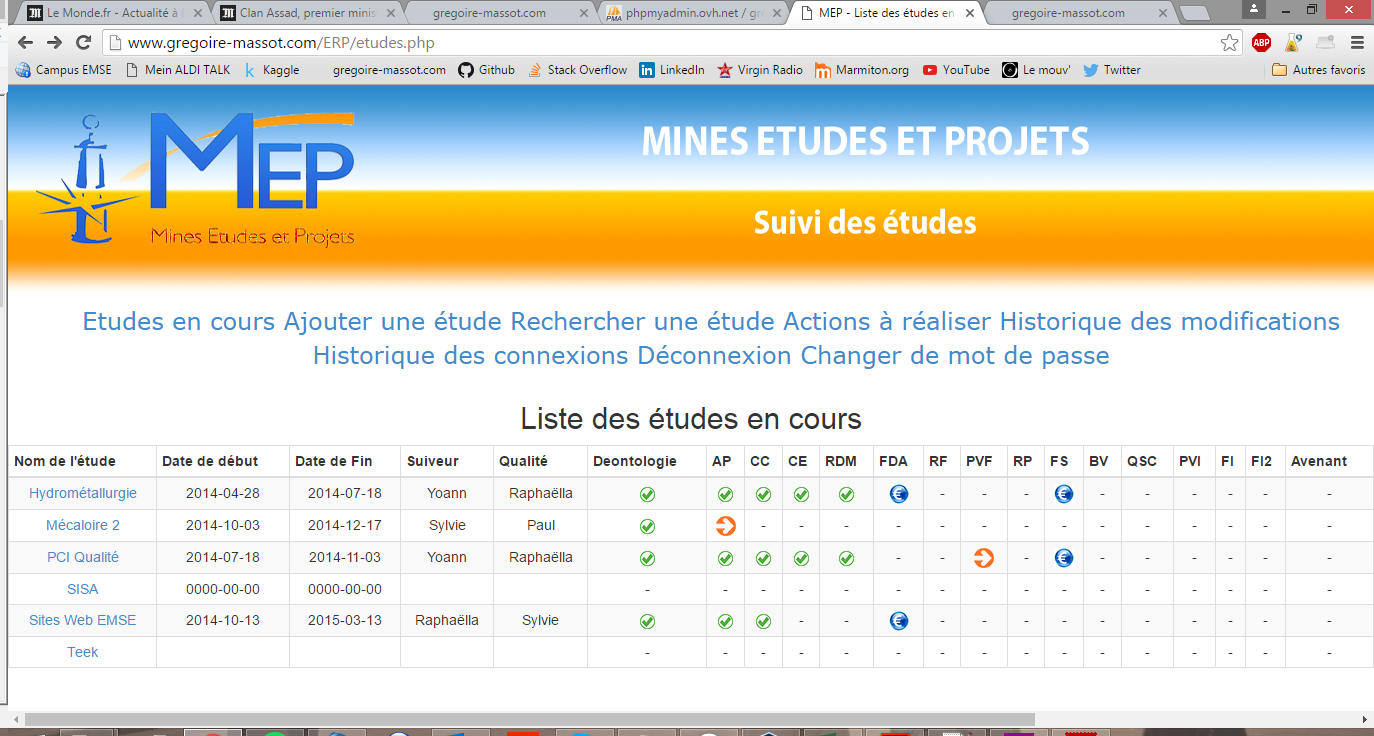 Le Monde.fr - Actualité à l Clan Assad, premier minis gregoire-massot.com phpmyadmin.ovh.net / gre MEP - Liste des études en gregoire-massot.com
www.gregoire-massot.com/ERP/etudes.php ABP
Campus EMSE Mein ALDI TALK Kaggle gregoire-massot.com Github Stack Overflow LinkedIn Virgin Radio Marmiton.org YouTube Le mouv' Twitter Autres favoris
MEP
Mines Etudes et Projets
MINES ETUDES ET PROJETS
Suivi des études
Etudes en cours Ajouter une étude Rechercher une étude Actions à réaliser Historique des modifications
Historique des connexions Déconnexion Changer de mot de passe
Liste des études en cours
Nom de l'étude Date de début Date de Fin Suiveur Qualité Deontologie AP CC CE RDM FDA RF PVF RP FS BV QSC PVI FI FI2 Avenant
Hydrométallurgie 2014-04-28 2014-07-18 Yoann Raphaëlla € - - - € - - - - - -
Mécaloire 2 2014-10-03 2014-12-17 Sylvie Paul - - - - - - - - - - - - - -
PCI Qualité 2014-07-18 2014-11-03 Yoann Raphaëlla - - - € - - - - - -
SISA 0000-00-00 0000-00-00 - - - - - - - - - - - - - - - -
Sites Web EMSE 2014-10-13 2015-03-13 Raphaëlla Sylvie - - € - - - - - - - - - -
Teek - - - - - - - - - - - - - - - -